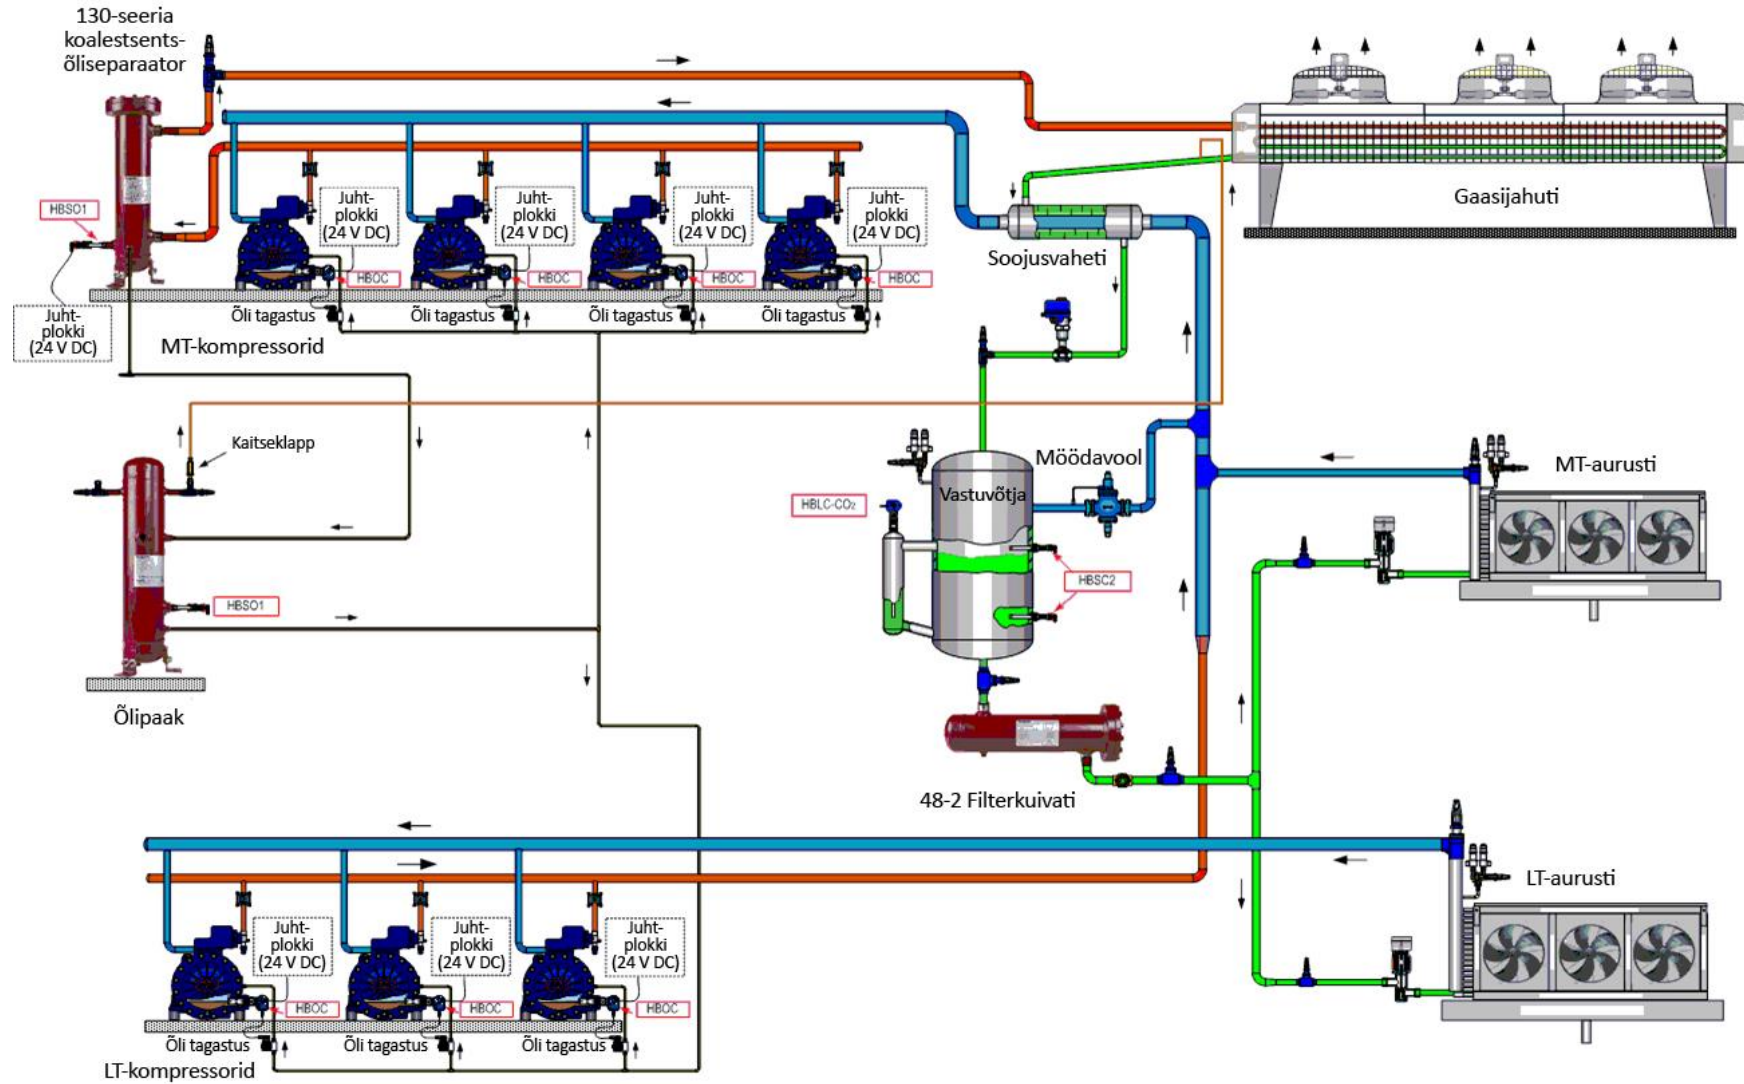 130-seeria
koalestsents-
õliseparaator
Gaasijahuti
HBSO1
Juht-
plokki
(24 V DC)
Juht-
plokki
(24 V DC)
Juht-
plokki
(24 V DC)
Juht-
plokki
(24 V DC)
Soojusvaheti
HBOC
HBOC
HBOC
HBOC
Juht-
plokki
(24 V DC)
Õli tagastus
Õli tagastus
Õli tagastus
Õli tagastus
MT-kompressorid
Kaitseklapp
Möödavool
MT-aurusti
Vastuvõtja
HBLC-CO₂
HBSC2
HBSO1
Õlipaak
48-2 Filterkuivati
LT-aurusti
Juht-
plokki
(24 V DC)
Juht-
plokki
(24 V DC)
Juht-
plokki
(24 V DC)
HBOC
HBOC
HBOC
Õli tagastus
Õli tagastus
Õli tagastus
LT-kompressorid